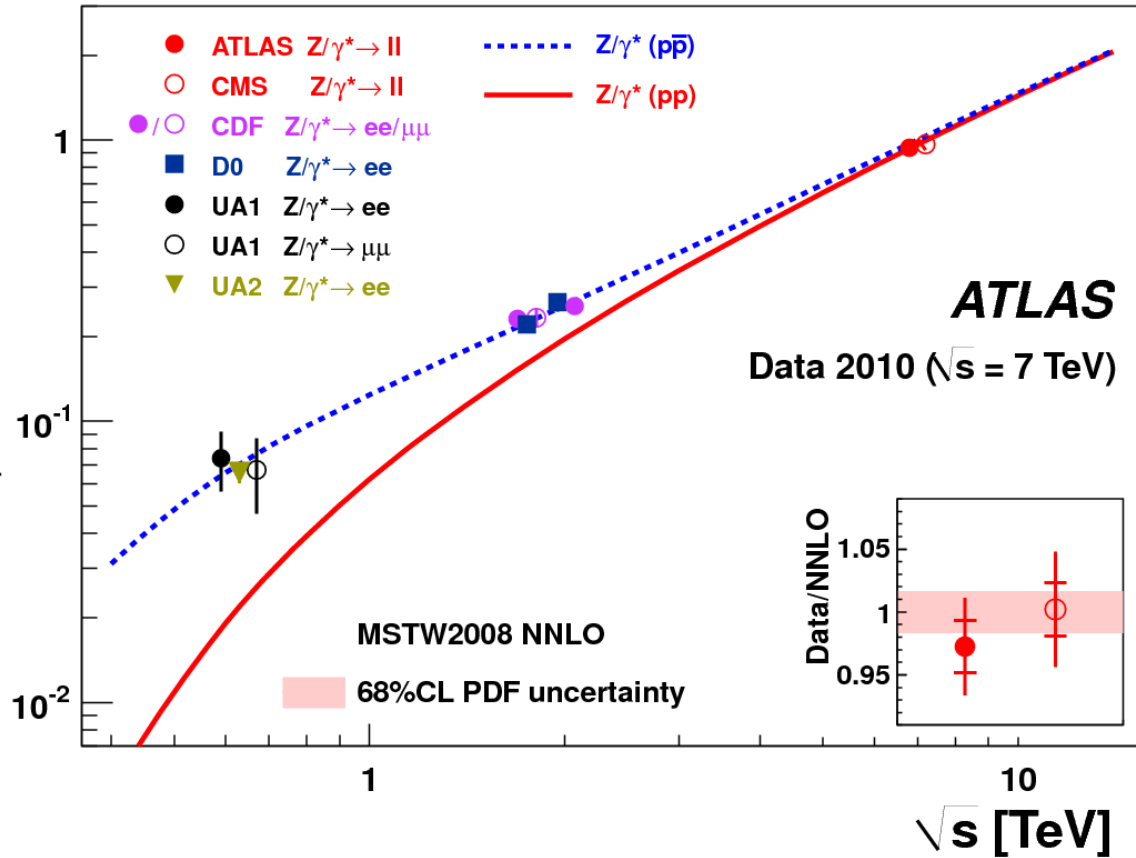 ATLAS Z/γ*→ ll
CMS Z/γ*→ ll
/ CDF Z/γ*→ ee/μμ
D0 Z/γ*→ ee
UA1 Z/γ*→ ee
UA1 Z/γ*→ μμ
UA2 Z/γ*→ ee
Z/γ* (pp̅)
Z/γ* (pp)
1
10⁻¹
10⁻²
ATLAS
Data 2010 (√s = 7 TeV)
MSTW2008 NNLO
68%CL PDF uncertainty
Data/NNLO
1.05
1
0.95
1
10
√s [TeV]